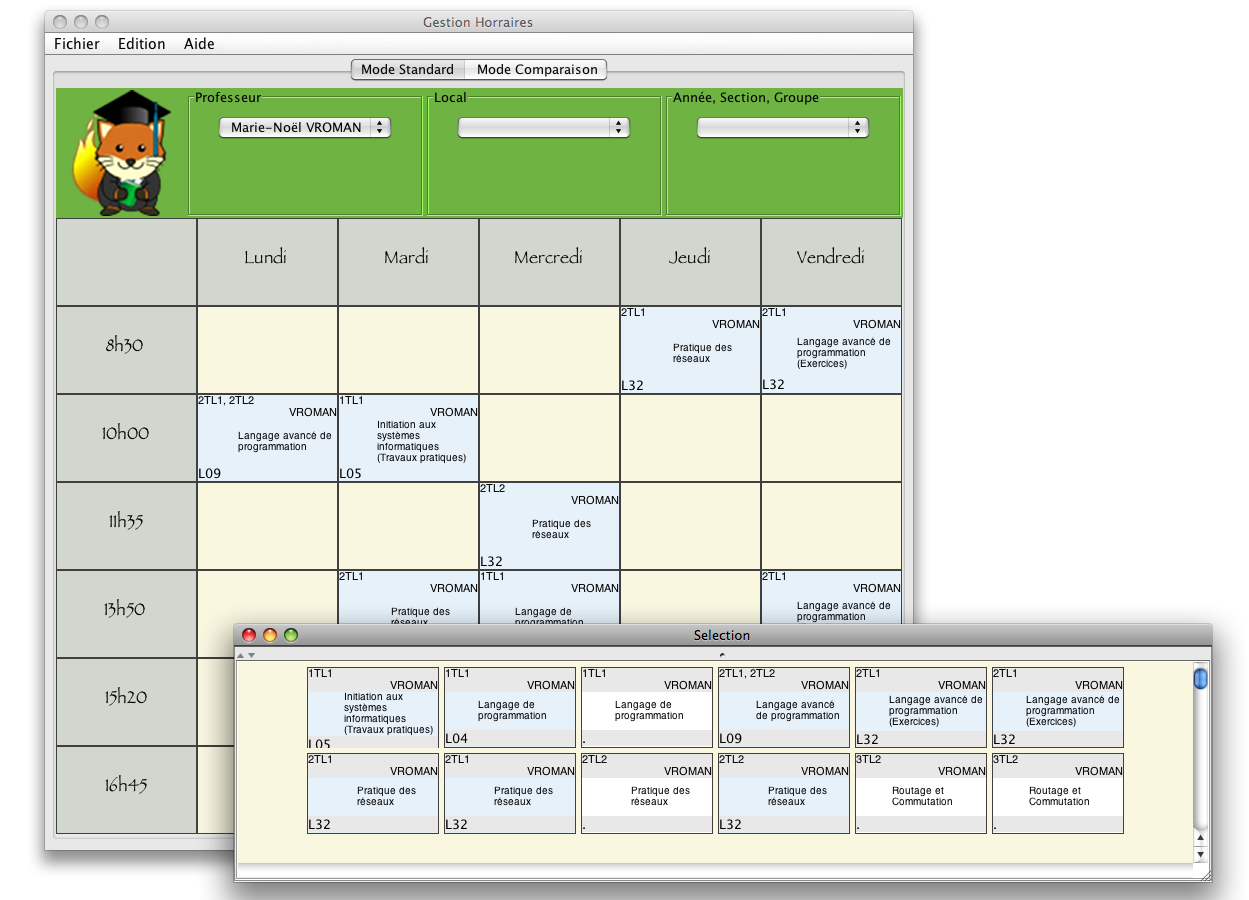 Gestion Horraires
Fichier Edition Aide
Mode Standard Mode Comparaison
Professeur Local Année, Section, Groupe
Marie-Noël VROMAN
Lundi Mardi Mercredi Jeudi Vendredi
8h30
2TL1
VROMAN
Pratique des
réseaux
L32
2TL1
VROMAN
Langage avancé de
programmation
(Exercices)
L32
10h00
2TL1, 2TL2
VROMAN
Langage avancé de
programmation
L09
1TL1
VROMAN
Initiation aux
systèmes
informatiques
(Travaux pratiques)
L05
11h35
2TL2
VROMAN
Pratique des
réseaux
L32
13h50
2TL1
VROMAN
Pratique des
réseaux
1TL1
VROMAN
Langage de
programmation
2TL1
VROMAN
Langage avancé de
programmation
15h20
16h45
Selection
1TL1
VROMAN
Initiation aux
systèmes
informatiques
(Travaux pratiques)
L05
1TL1
VROMAN
Langage de
programmation
L04
1TL1
VROMAN
Langage de
programmation
.
2TL1, 2TL2
VROMAN
Langage avancé
de programmation
L09
2TL1
VROMAN
Langage avancé de
programmation
(Exercices)
L32
2TL1
VROMAN
Langage avancé de
programmation
(Exercices)
L32
2TL1
VROMAN
Pratique des
réseaux
L32
2TL1
VROMAN
Pratique des
réseaux
L32
2TL2
VROMAN
Pratique des
réseaux
.
2TL2
VROMAN
Pratique des
réseaux
L32
3TL2
VROMAN
Routage et
Commutation
.
3TL2
VROMAN
Routage et
Commutation
.